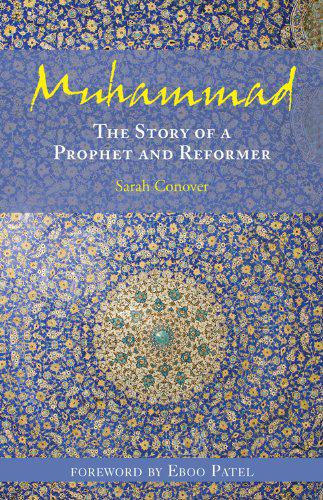 Muhammad
THE STORY OF A
PROPHET AND REFORMER
Sarah Conover
FOREWORD BY EBOO PATEL